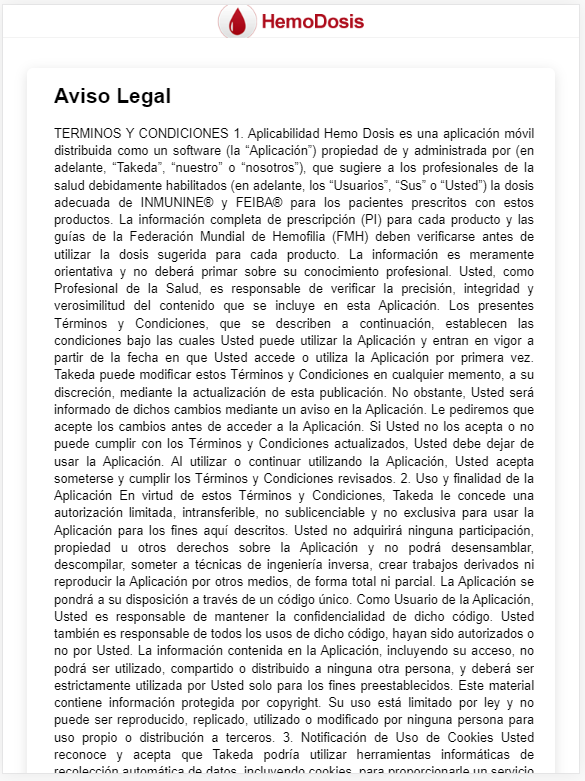 HemoDosis
Aviso Legal
TERMINOS Y CONDICIONES 1. Aplicabilidad Hemo Dosis es una aplicación móvil
distribuida como un software (la “Aplicación”) propiedad de y administrada por (en
adelante, “Takeda”, “nuestro” o “nosotros”), que sugiere a los profesionales de la
salud debidamente habilitados (en adelante, los “Usuarios”, “Sus” o “Usted”) la dosis
adecuada de INMUNINE® y FEIBA® para los pacientes prescritos con estos
productos. La información completa de prescripción (PI) para cada producto y las
guías de la Federación Mundial de Hemofilia (FMH) deben verificarse antes de
utilizar la dosis sugerida para cada producto. La información es meramente
orientativa y no deberá primar sobre su conocimiento profesional. Usted, como
Profesional de la Salud, es responsable de verificar la precisión, integridad y
verosimilitud del contenido que se incluye en esta Aplicación. Los presentes
Términos y Condiciones, que se describen a continuación, establecen las
condiciones bajo las cuales Usted puede utilizar la Aplicación y entran en vigor a
partir de la fecha en que Usted accede o utiliza la Aplicación por primera vez.
Takeda puede modificar estos Términos y Condiciones en cualquier memento, a su
discreción, mediante la actualización de esta publicación. No obstante, Usted será
informado de dichos cambios mediante un aviso en la Aplicación. Le pediremos que
acepte los cambios antes de acceder a la Aplicación. Si Usted no los acepta o no
puede cumplir con los Términos y Condiciones actualizados, Usted debe dejar de
usar la Aplicación. Al utilizar o continuar utilizando la Aplicación, Usted acepta
someterse y cumplir los Términos y Condiciones revisados. 2. Uso y finalidad de la
Aplicación En virtud de estos Términos y Condiciones, Takeda le concede una
autorización limitada, intransferible, no sublicenciable y no exclusiva para usar la
Aplicación para los fines aquí descritos. Usted no adquirirá ninguna participación,
propiedad u otros derechos sobre la Aplicación y no podrá desensamblar,
descompilar, someter a técnicas de ingeniería inversa, crear trabajos derivados ni
reproducir la Aplicación por otros medios, de forma total ni parcial. La Aplicación se
pondrá a su disposición a través de un código único. Como Usuario de la Aplicación,
Usted es responsable de mantener la confidencialidad de dicho código. Usted
también es responsable de todos los usos de dicho código, hayan sido autorizados o
no por Usted. La información contenida en la Aplicación, incluyendo su acceso, no
podrá ser utilizado, compartido o distribuido a ninguna otra persona, y deberá ser
estrictamente utilizada por Usted solo para los fines preestablecidos. Este material
contiene información protegida por copyright. Su uso está limitado por ley y no
puede ser reproducido, replicado, utilizado o modificado por ninguna persona para
uso propio o distribución a terceros. 3. Notificación de Uso de Cookies Usted
reconoce y acepta que Takeda podría utilizar herramientas informáticas de
recolección automática de datos, incluyendo cookies, para proporcionarle un servicio